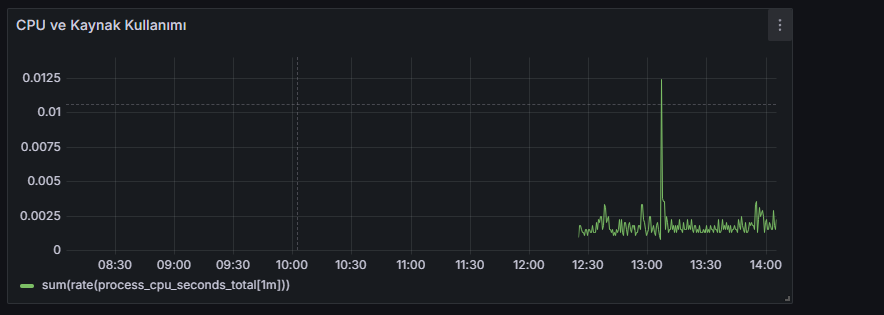 CPU ve Kaynak Kullanımı
0.0125
0.01
0.0075
0.005
0.0025
0
08:30 09:00 09:30 10:00 10:30 11:00 11:30 12:00 12:30 13:00 13:30 14:00
sum(rate(process_cpu_seconds_total[1m]))